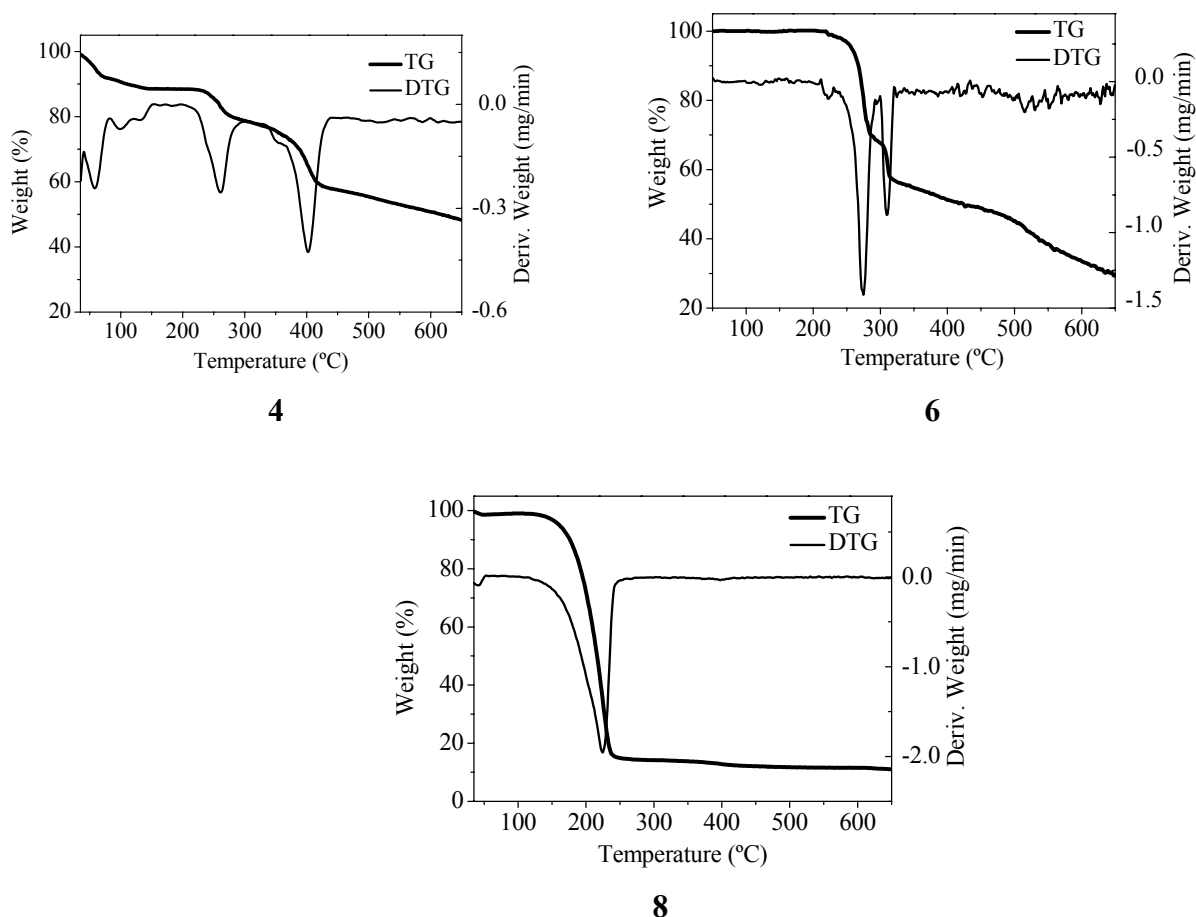 TG
DTG
100
80
60
40
20
Weight (%)
0.0
-0.3
-0.6
Deriv. Weight (mg/min)
100 200 300 400 500 600
Temperature (ºC)
4
TG
DTG
100
80
60
40
20
Weight (%)
0.0
-0.5
-1.0
-1.5
Deriv. Weight (mg/min)
100 200 300 400 500 600
Temperature (ºC)
6
TG
DTG
100
80
60
40
20
0
Weight (%)
0.0
-1.0
-2.0
Deriv. Weight (mg/min)
100 200 300 400 500 600
Temperature (ºC)
8